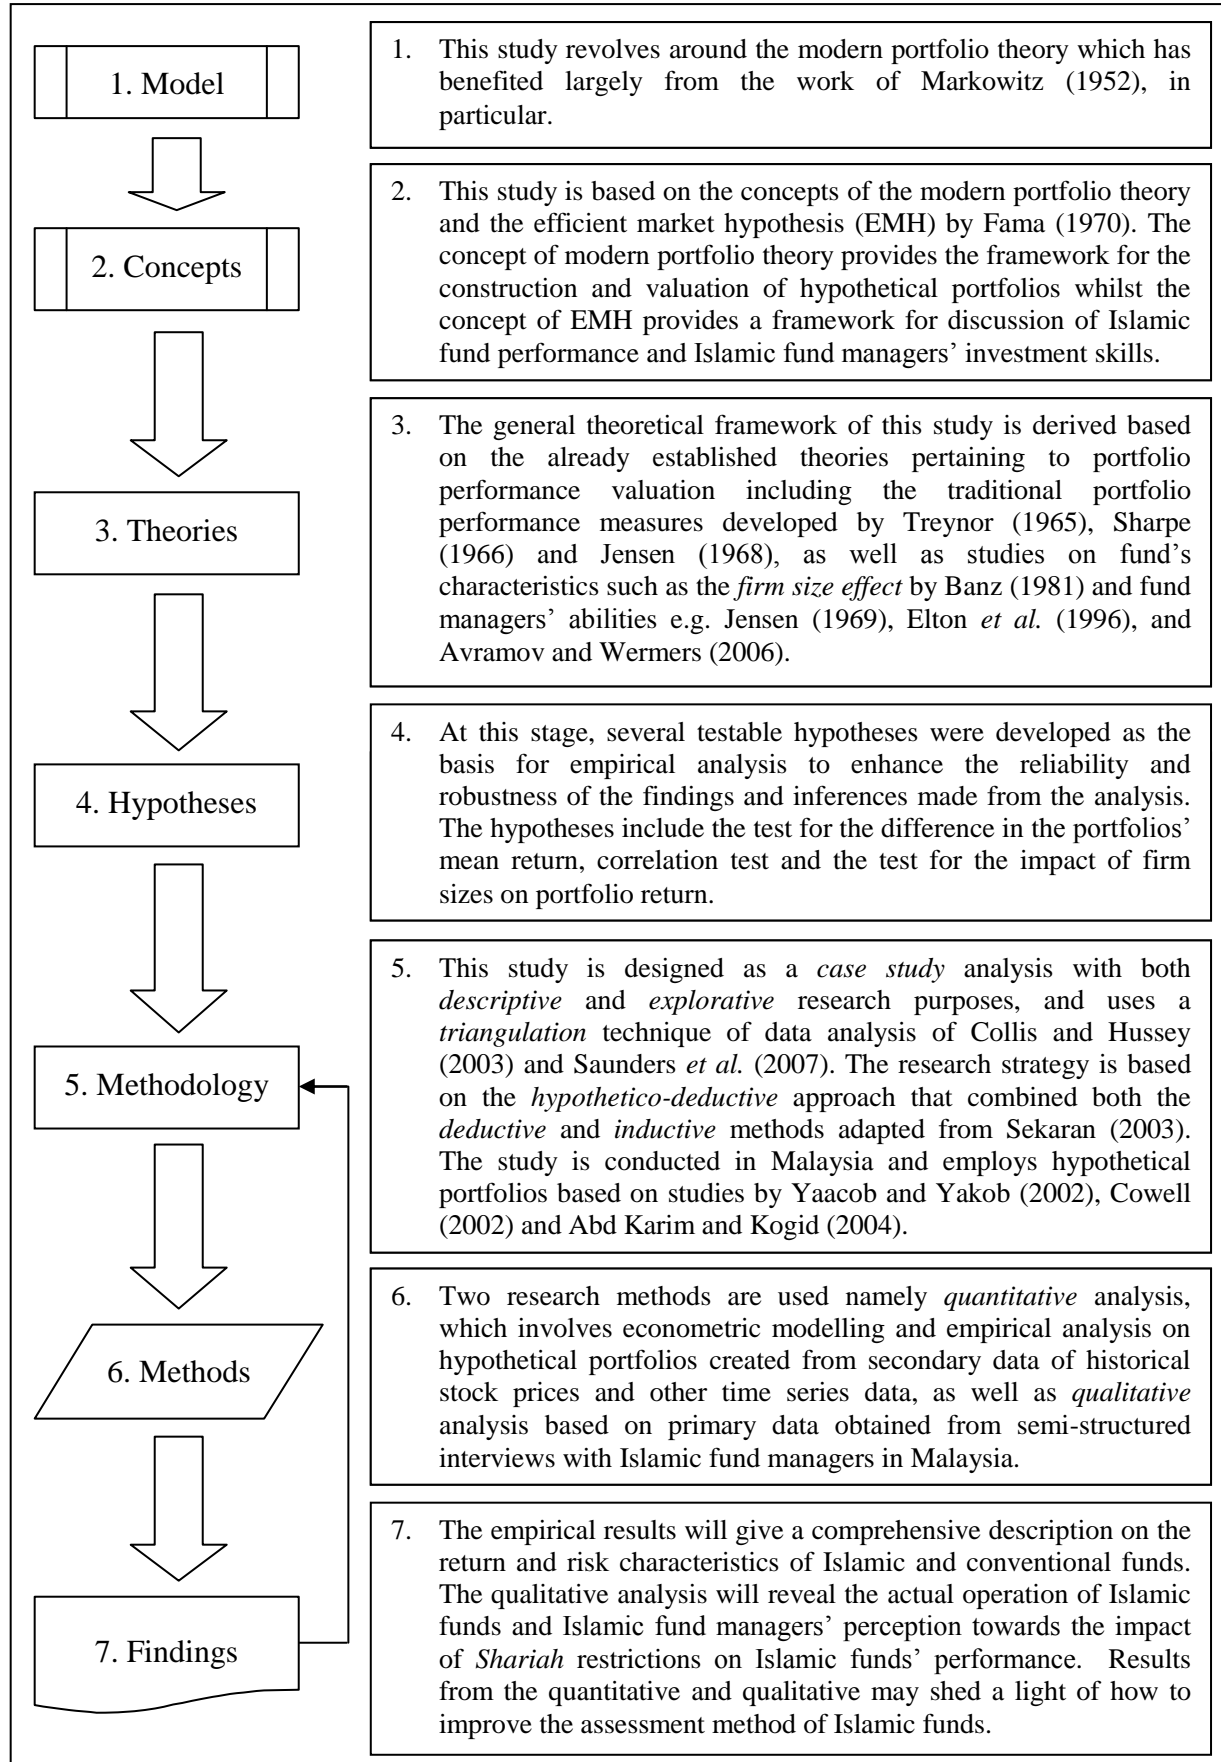 1. Model
1. This study revolves around the modern portfolio theory which has
benefited largely from the work of Markowitz (1952), in
particular.
2. Concepts
2. This study is based on the concepts of the modern portfolio theory
and the efficient market hypothesis (EMH) by Fama (1970). The
concept of modern portfolio theory provides the framework for the
construction and valuation of hypothetical portfolios whilst the
concept of EMH provides a framework for discussion of Islamic
fund performance and Islamic fund managers’ investment skills.
3. Theories
3. The general theoretical framework of this study is derived based
on the already established theories pertaining to portfolio
performance valuation including the traditional portfolio
performance measures developed by Treynor (1965), Sharpe
(1966) and Jensen (1968), as well as studies on fund’s
characteristics such as the firm size effect by Banz (1981) and fund
managers’ abilities e.g. Jensen (1969), Elton et al. (1996), and
Avramov and Wermers (2006).
4. Hypotheses
4. At this stage, several testable hypotheses were developed as the
basis for empirical analysis to enhance the reliability and
robustness of the findings and inferences made from the analysis.
The hypotheses include the test for the difference in the portfolios’
mean return, correlation test and the test for the impact of firm
sizes on portfolio return.
5. Methodology
5. This study is designed as a case study analysis with both
descriptive and explorative research purposes, and uses a
triangulation technique of data analysis of Collis and Hussey
(2003) and Saunders et al. (2007). The research strategy is based
on the hypothetico-deductive approach that combined both the
deductive and inductive methods adapted from Sekaran (2003).
The study is conducted in Malaysia and employs hypothetical
portfolios based on studies by Yaacob and Yakob (2002), Cowell
(2002) and Abd Karim and Kogid (2004).
6. Methods
6. Two research methods are used namely quantitative analysis,
which involves econometric modelling and empirical analysis on
hypothetical portfolios created from secondary data of historical
stock prices and other time series data, as well as qualitative
analysis based on primary data obtained from semi-structured
interviews with Islamic fund managers in Malaysia.
7. Findings
7. The empirical results will give a comprehensive description on the
return and risk characteristics of Islamic and conventional funds.
The qualitative analysis will reveal the actual operation of Islamic
funds and Islamic fund managers’ perception towards the impact
of Shariah restrictions on Islamic funds’ performance. Results
from the quantitative and qualitative may shed a light of how to
improve the assessment method of Islamic funds.